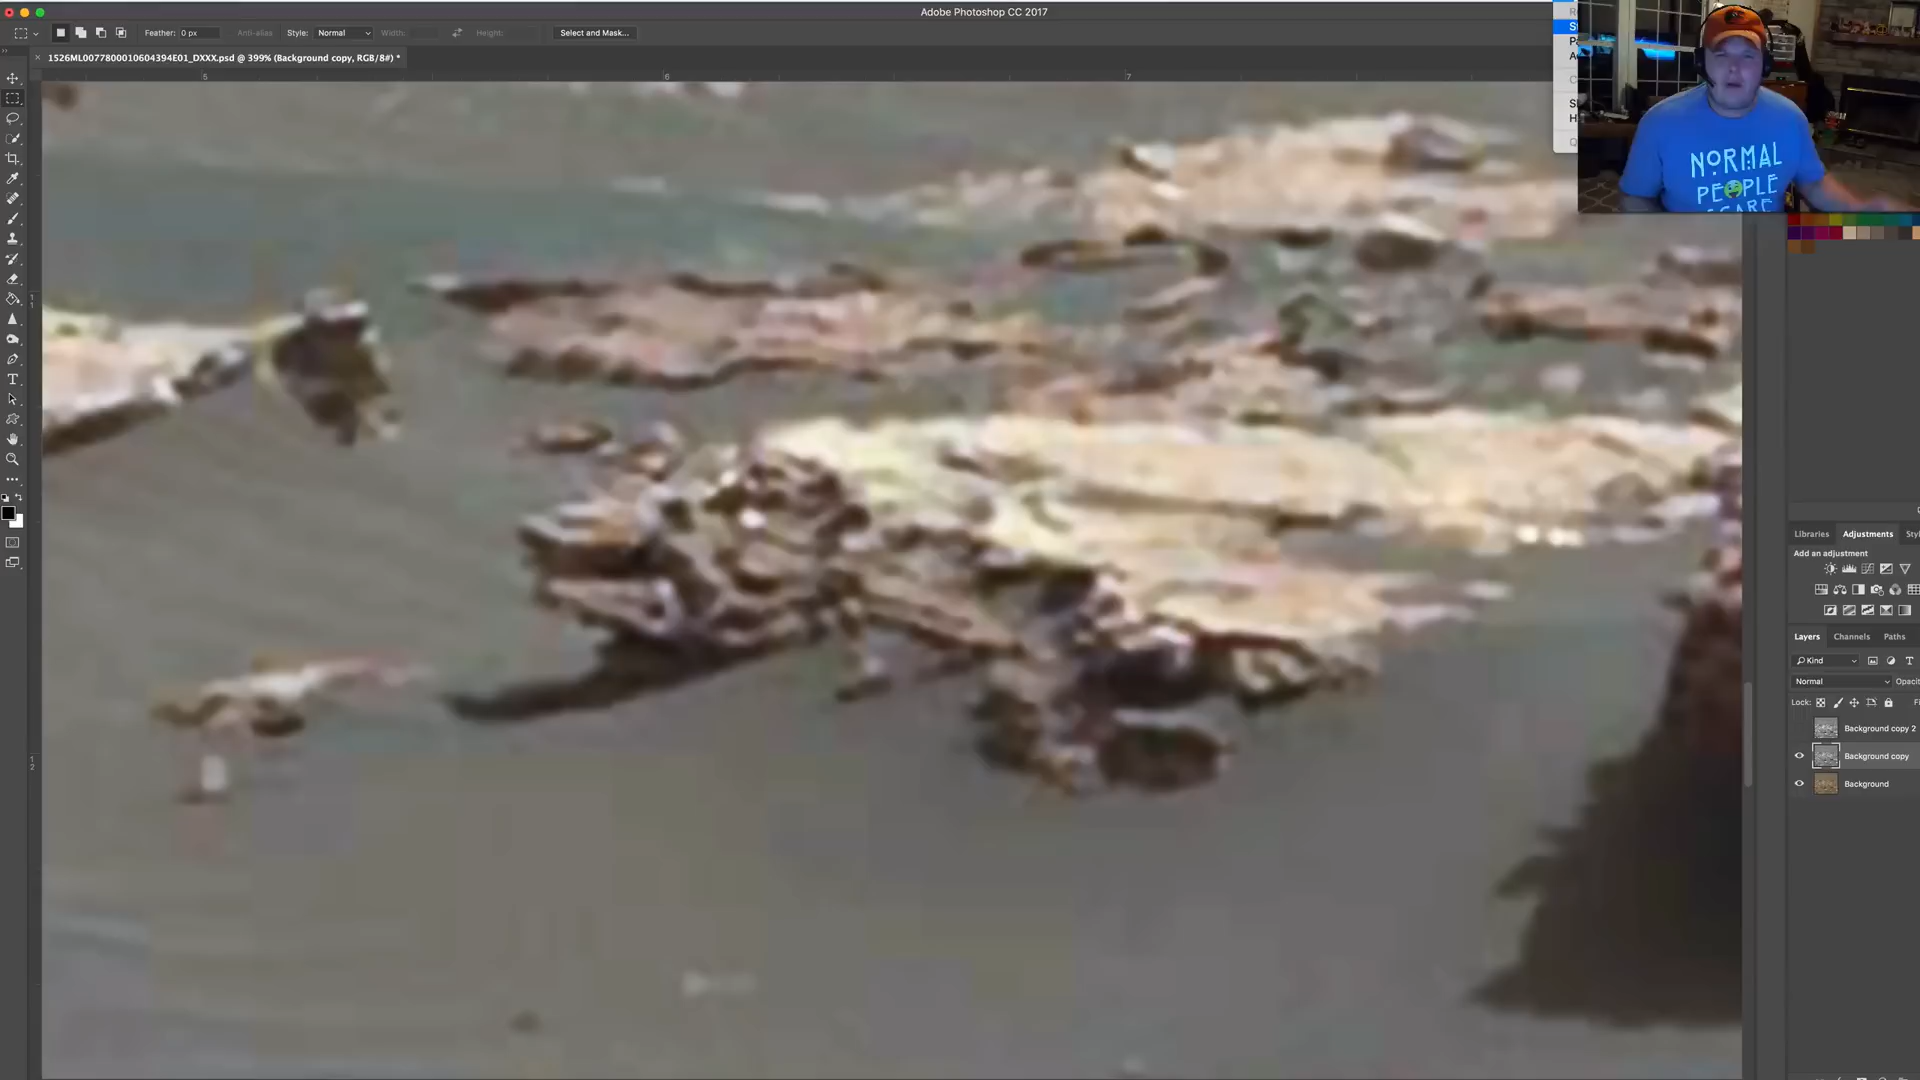 Adobe Photoshop CC 2017
Feather: 0 px
Anti-alias
Style: Normal
Width:
Height:
Select and Mask...
1526ML0077800010604394E01_DXXX.psd @ 399% (Background copy, RGB/8#) *
5
6
7
NORMAL
PEOPLE
SCARE
Libraries
Adjustments
Add an adjustment
Layers
Channels
Paths
Kind
Normal
Lock:
Background copy 2
Background copy
Background